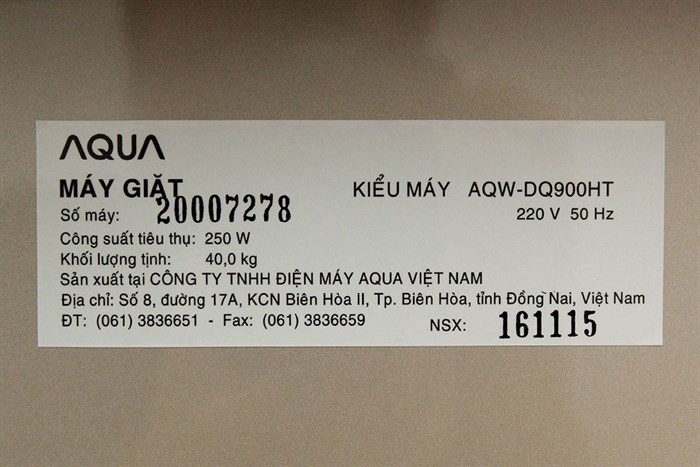 AQUA
MÁY GIẶT KIỂU MÁY AQW-DQ900HT
Số máy: 20007278 220 V 50 Hz
Công suất tiêu thụ: 250 W
Khối lượng tịnh: 40,0 kg
Sản xuất tại CÔNG TY TNHH ĐIỆN MÁY AQUA VIỆT NAM
Địa chỉ: Số 8, đường 17A, KCN Biên Hòa II, Tp. Biên Hòa, tỉnh Đồng Nai, Việt Nam
ĐT: (061) 3836651 - Fax: (061) 3836659 NSX: 161115